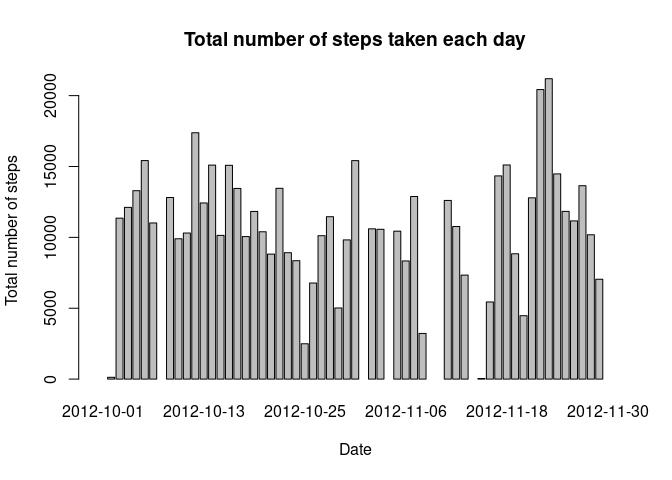 Total number of steps taken each day
Total number of steps
20000
15000
10000
5000
0
2012-10-01 2012-10-13 2012-10-25 2012-11-06 2012-11-18 2012-11-30
Date